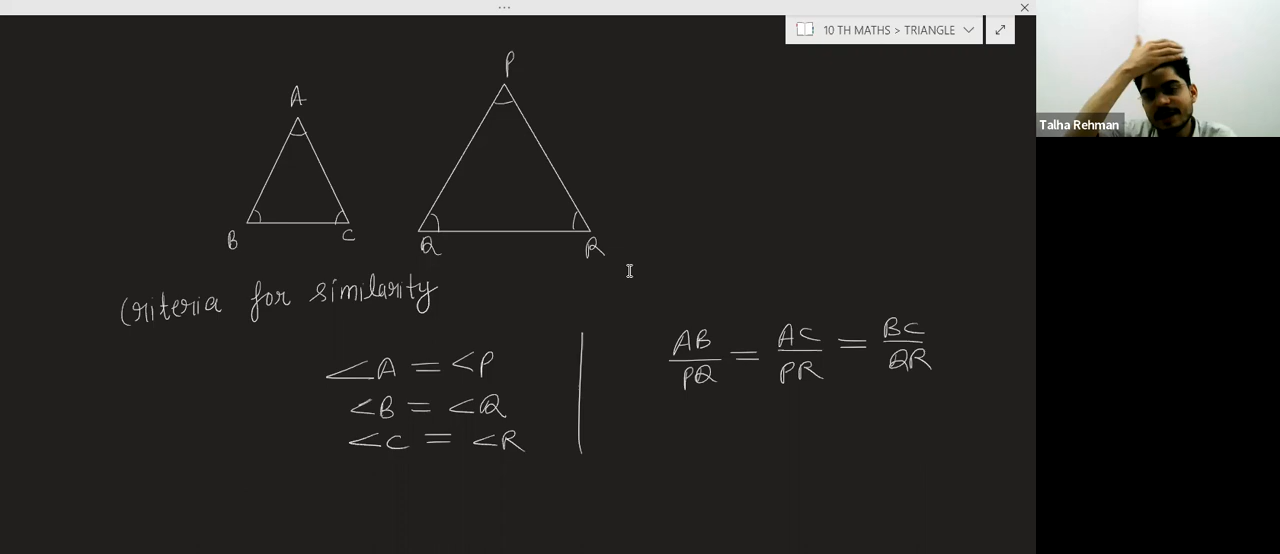 10 TH MATHS > TRIANGLE
Talha Rehman
A
P
B
C
Q
R
Criteria for similarity
∠A = ∠P
∠B = ∠Q
∠C = ∠R
AB/PQ = AC/PR = BC/QR